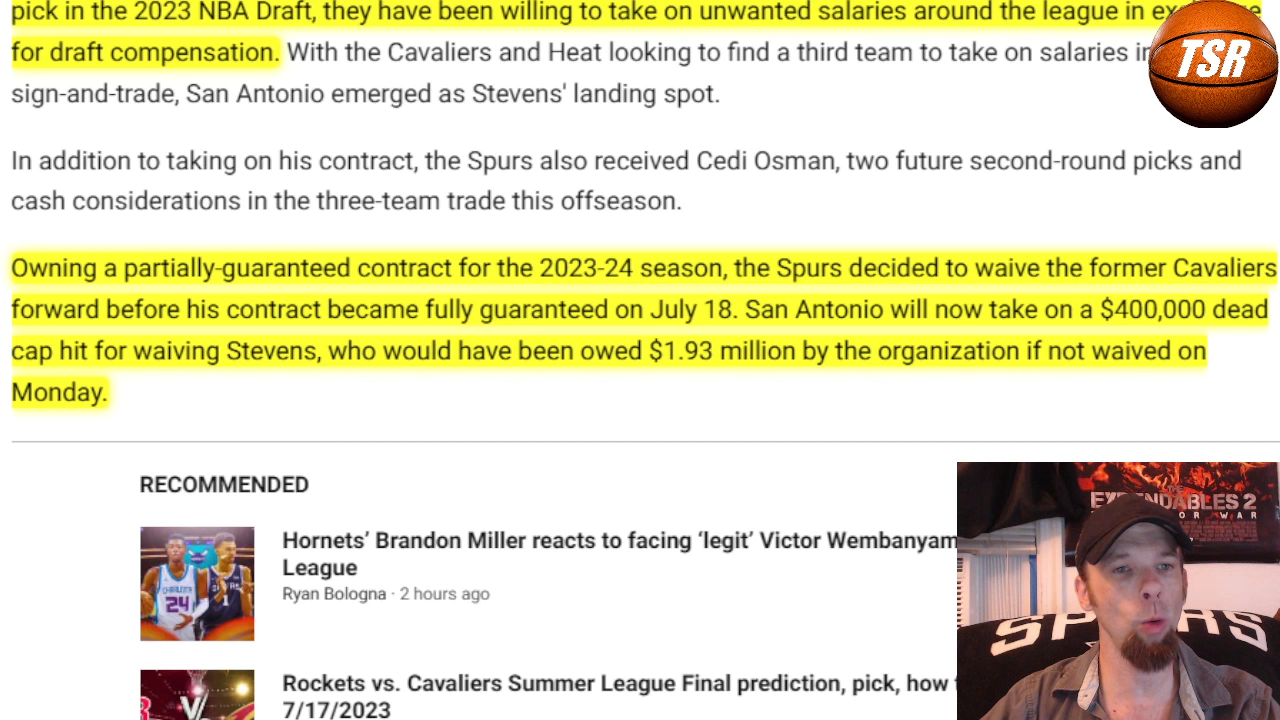 pick in the 2023 NBA Draft, they have been willing to take on unwanted salaries around the league in
for draft compensation. With the Cavaliers and Heat looking to find a third team to take on salaries in
sign-and-trade, San Antonio emerged as Stevens' landing spot.
TSR
In addition to taking on his contract, the Spurs also received Cedi Osman, two future second-round picks and
cash considerations in the three-team trade this offseason.
Owning a partially-guaranteed contract for the 2023-24 season, the Spurs decided to waive the former Cavaliers
forward before his contract became fully guaranteed on July 18. San Antonio will now take on a $400,000 dead
cap hit for waiving Stevens, who would have been owed $1.93 million by the organization if not waived on
Monday.
RECOMMENDED
Hornets’ Brandon Miller reacts to facing ‘legit’ Victor Wembanyam
League
Ryan Bologna · 2 hours ago
Rockets vs. Cavaliers Summer League Final prediction, pick, how
7/17/2023
CHARLOTTE
24
1
THE
EXPENDABLES 2
WAR
SPURS